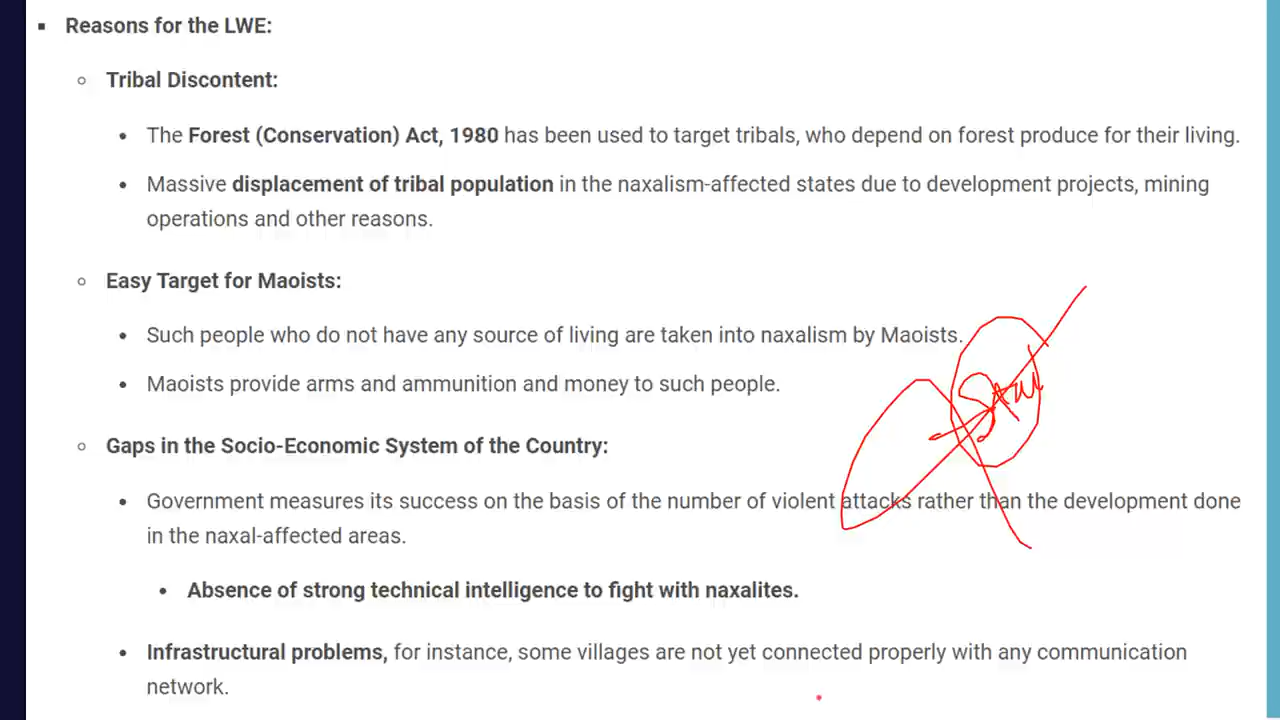 Reasons for the LWE:
Tribal Discontent:
The Forest (Conservation) Act, 1980 has been used to target tribals, who depend on forest produce for their living.
Massive displacement of tribal population in the naxalism-affected states due to development projects, mining
operations and other reasons.
Easy Target for Maoists:
Such people who do not have any source of living are taken into naxalism by Maoists.
Maoists provide arms and ammunition and money to such people.
Gaps in the Socio-Economic System of the Country:
Government measures its success on the basis of the number of violent attacks rather than the development done
in the naxal-affected areas.
Absence of strong technical intelligence to fight with naxalites.
Infrastructural problems, for instance, some villages are not yet connected properly with any communication
network.